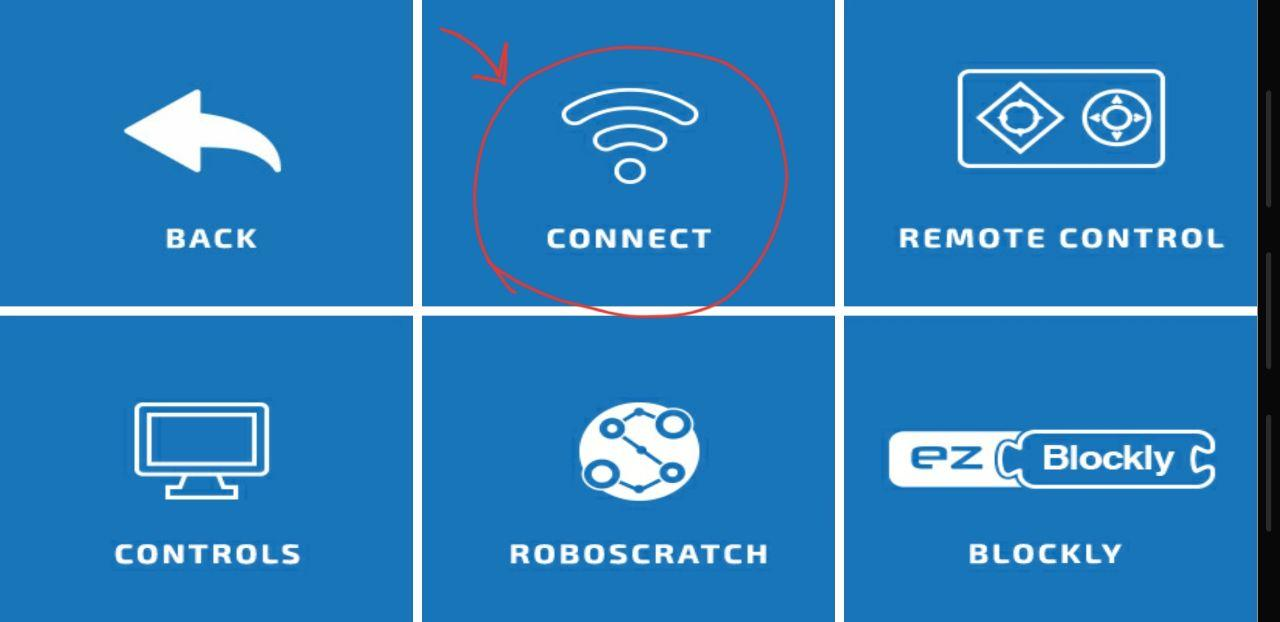 BACK
CONNECT
REMOTE CONTROL
CONTROLS
ROBOSCRATCH
ez Blockly
BLOCKLY